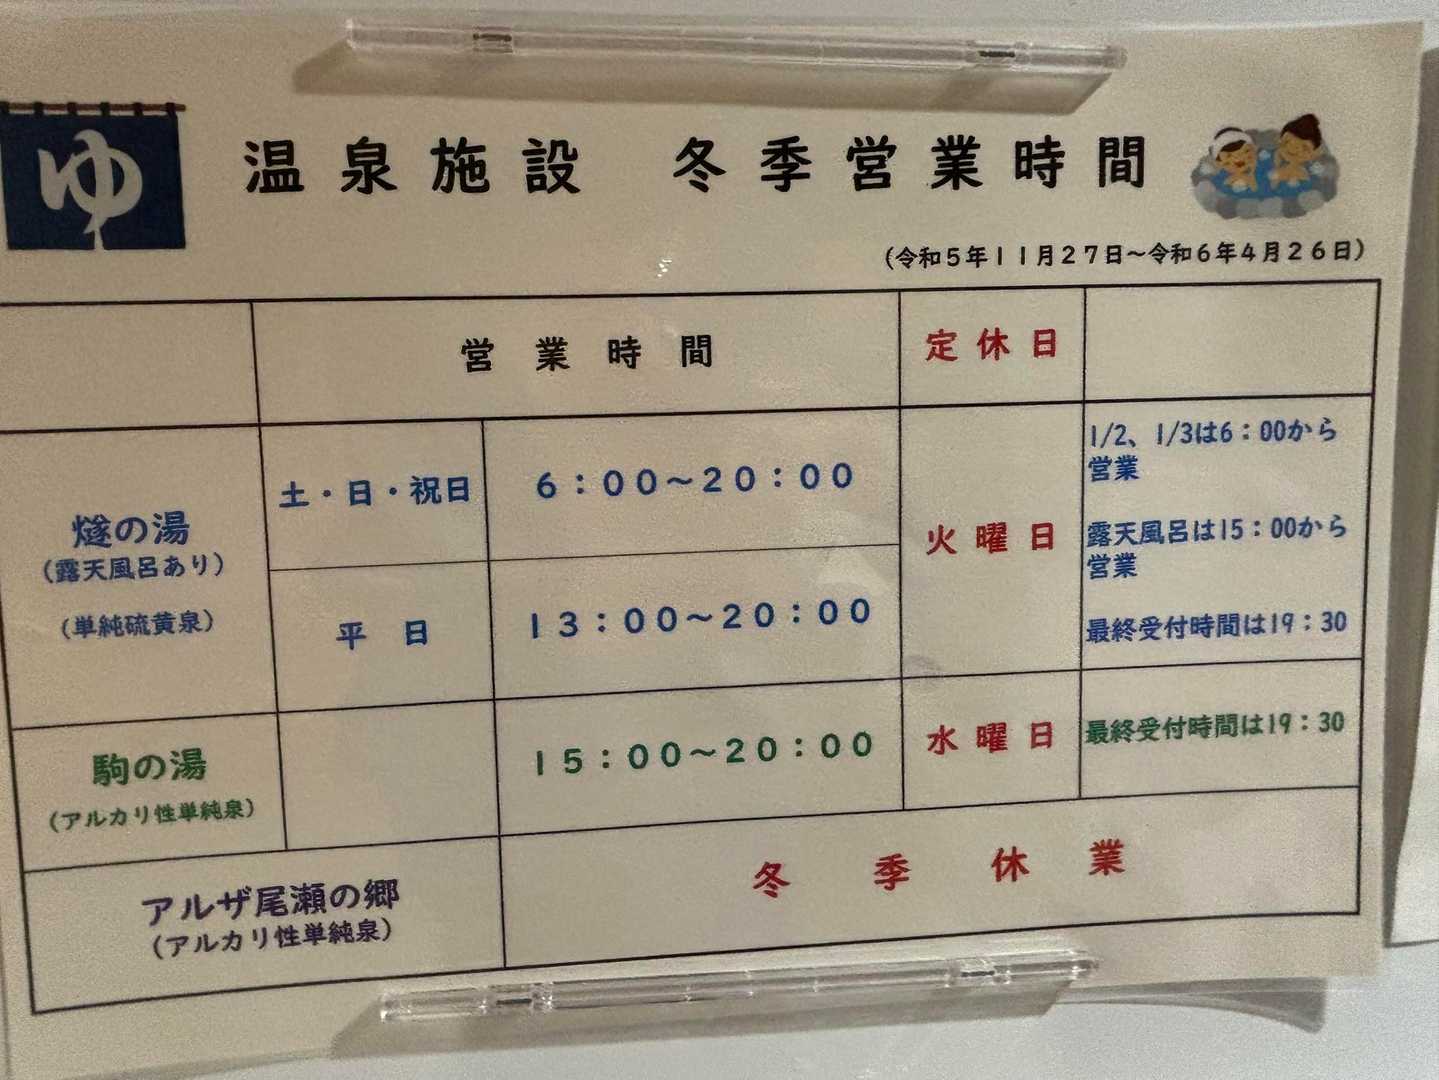 ゆ
温泉施設　冬季営業時間
（令和５年１１月２７日～令和６年４月２６日）
営業時間　定休日
燧の湯
（露天風呂あり）
（単純硫黄泉）
土・日・祝日　６：００～２０：００
平　日　１３：００～２０：００
火曜日
1/2、1/3は6：00から
営業
露天風呂は15：00から
営業
最終受付時間は19：30
駒の湯
（アルカリ性単純泉）
１５：００～２０：００
水曜日
最終受付時間は19：30
アルザ尾瀬の郷
（アルカリ性単純泉）
冬季休業